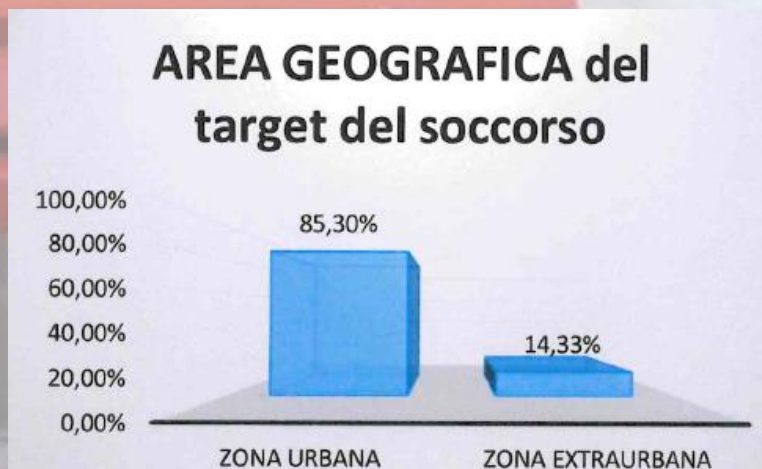 AREA GEOGRAFICA del
target del soccorso
100,00%
80,00%
60,00%
40,00%
20,00%
0,00%
85,30%
14,33%
ZONA URBANA
ZONA EXTRAURBANA